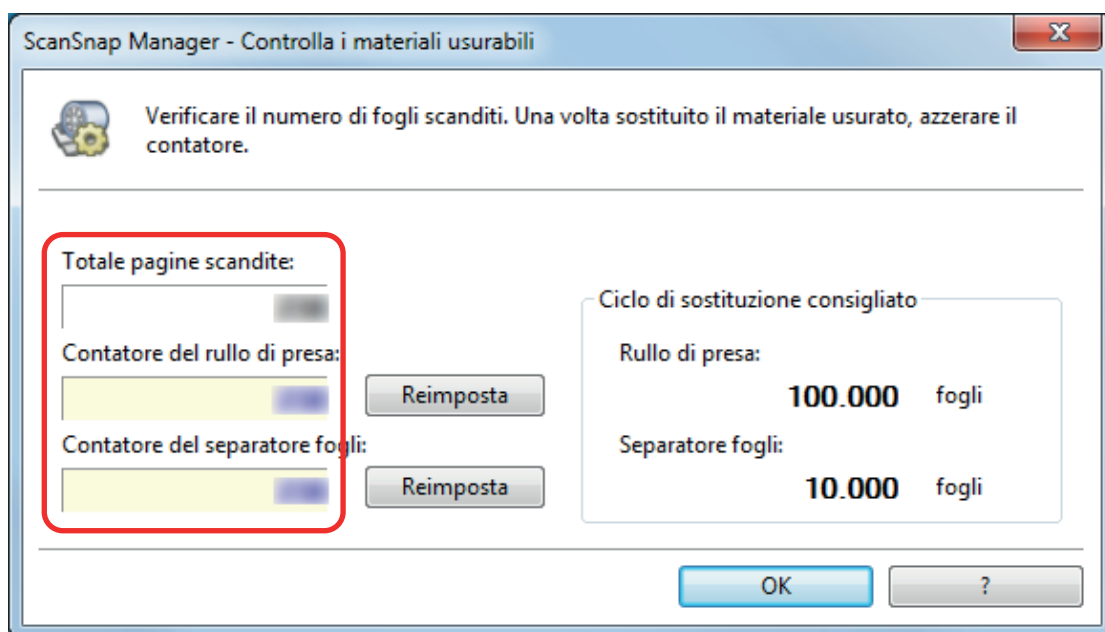 ScanSnap Manager - Controlla i materiali usurabili
Verificare il numero di fogli scanditi. Una volta sostituito il materiale usurato, azzerare il
contatore.
Totale pagine scandite:
Ciclo di sostituzione consigliato
Contatore del rullo di presa:
Rullo di presa:
Reimposta
100.000 fogli
Contatore del separatore fogli:
Separatore fogli:
Reimposta
10.000 fogli
OK
?